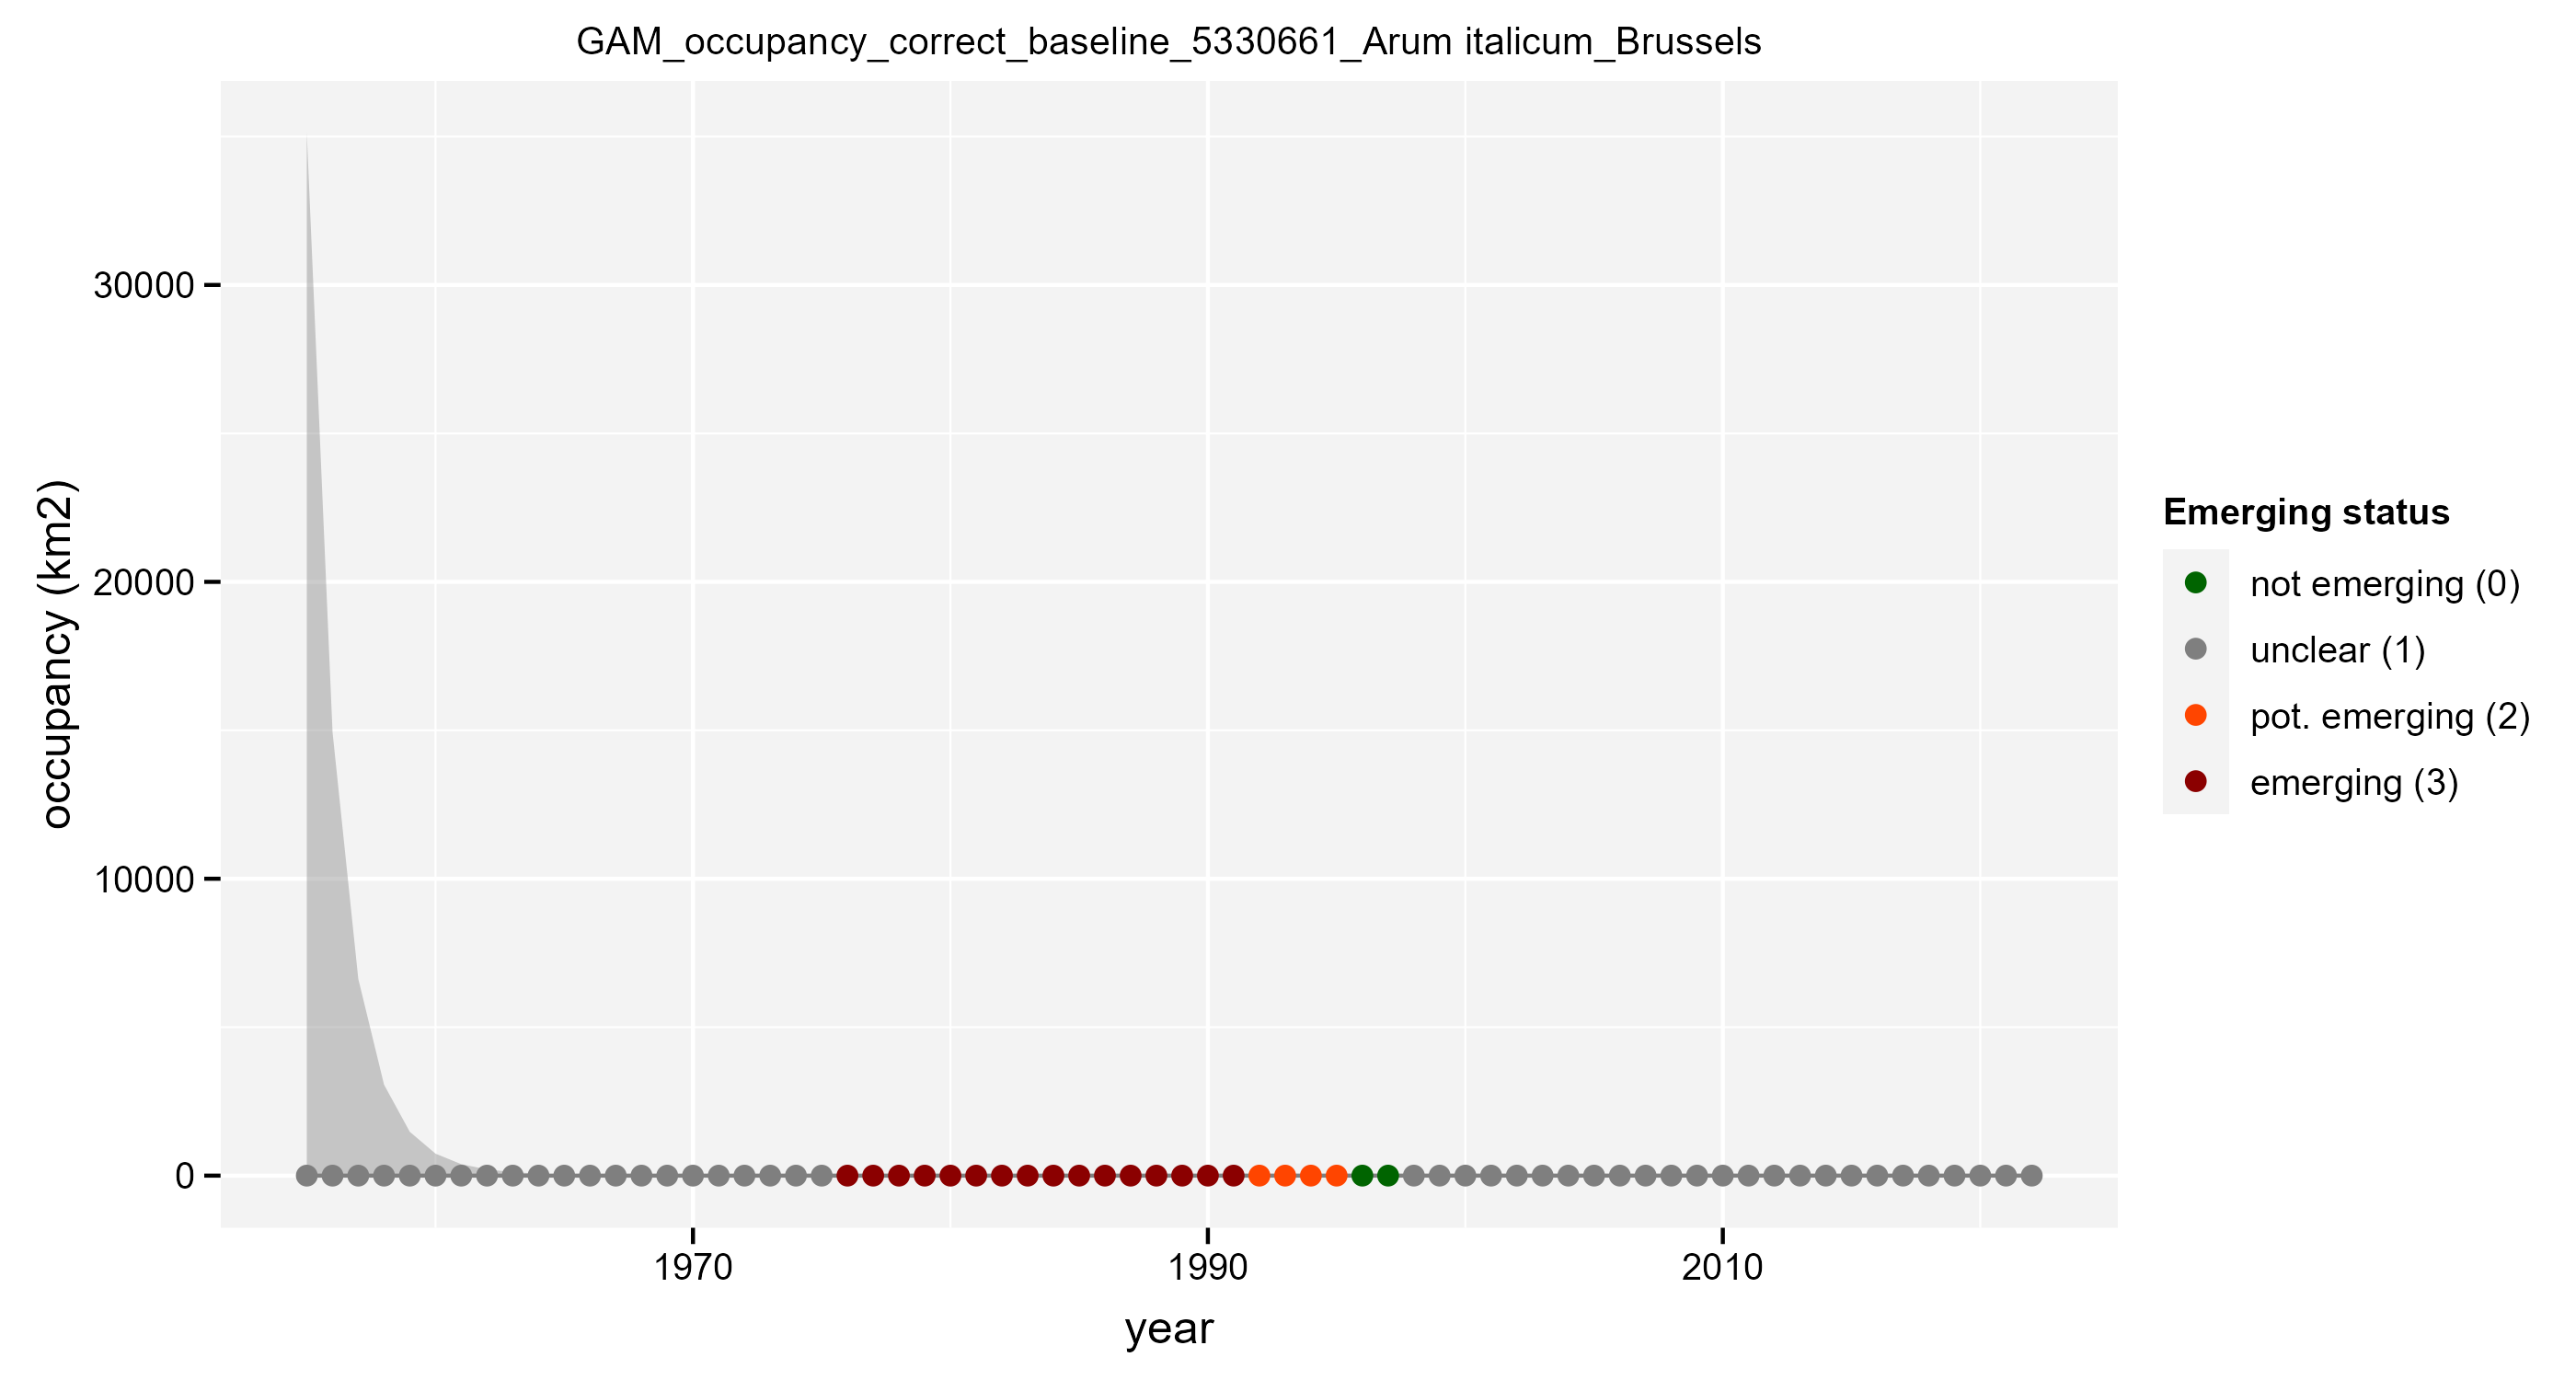 GAM_occupancy_correct_baseline_5330661_Arum italicum_Brussels
occupancy (km2)
30000
20000
10000
0
1970
1990
2010
year
Emerging status
not emerging (0)
unclear (1)
pot. emerging (2)
emerging (3)